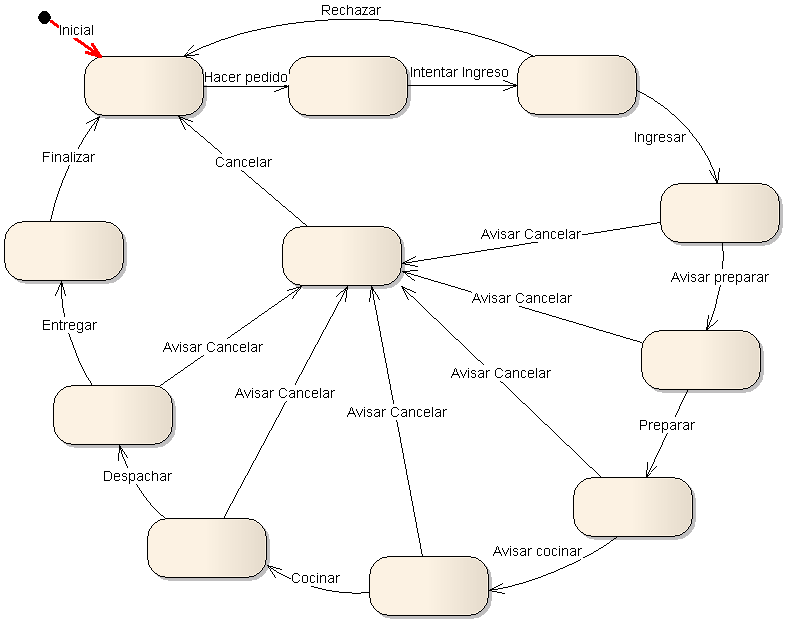 Rechazar
Inicial
Hacer pedido
Intentar Ingreso
Ingresar
Finalizar
Cancelar
Avisar Cancelar
Avisar preparar
Avisar Cancelar
Entregar
Avisar Cancelar
Avisar Cancelar
Avisar Cancelar
Avisar Cancelar
Preparar
Despachar
Avisar cocinar
Cocinar